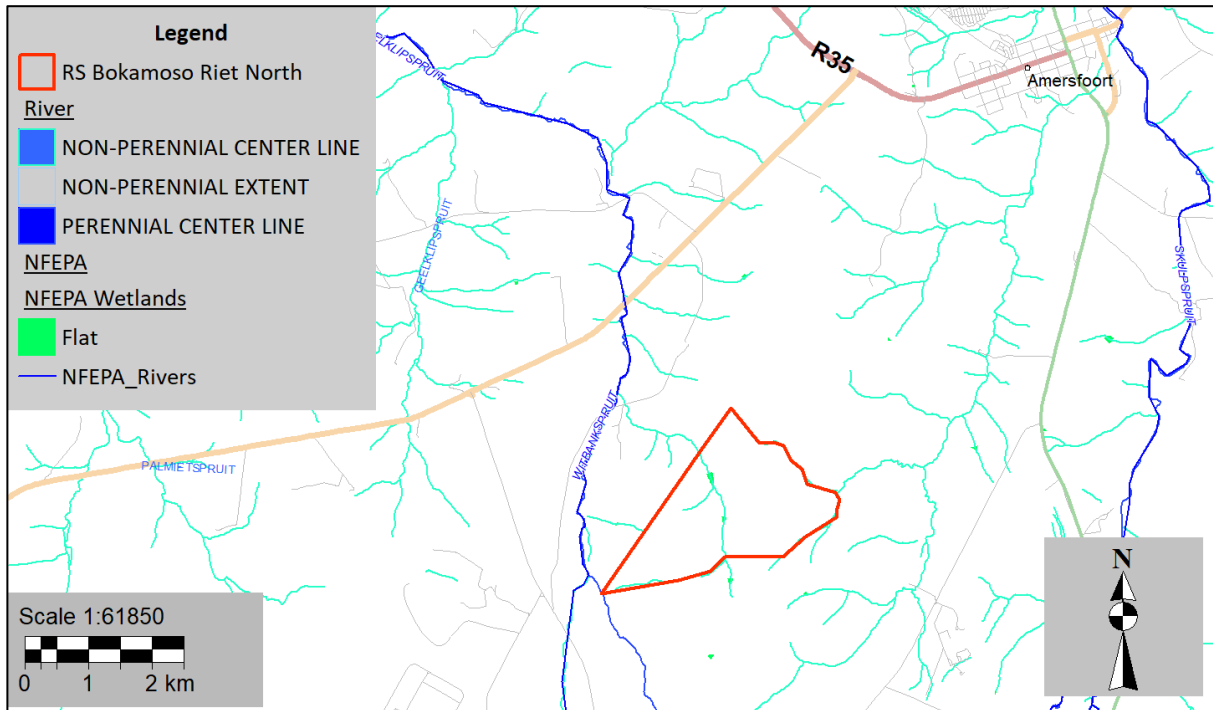 Legend
RS Bokamoso Riet North
River
NON-PERENNIAL CENTER LINE
NON-PERENNIAL EXTENT
PERENNIAL CENTER LINE
NFEPA
NFEPA Wetlands
Flat
NFEPA_Rivers
ELKLIPSPRUIT
R35
Amersfoort
GEELKLIPSPRUIT
SKULPSPRUIT
WITBANKSPRUIT
PALMIETSPRUIT
Scale 1:61850
0 1 2 km
N